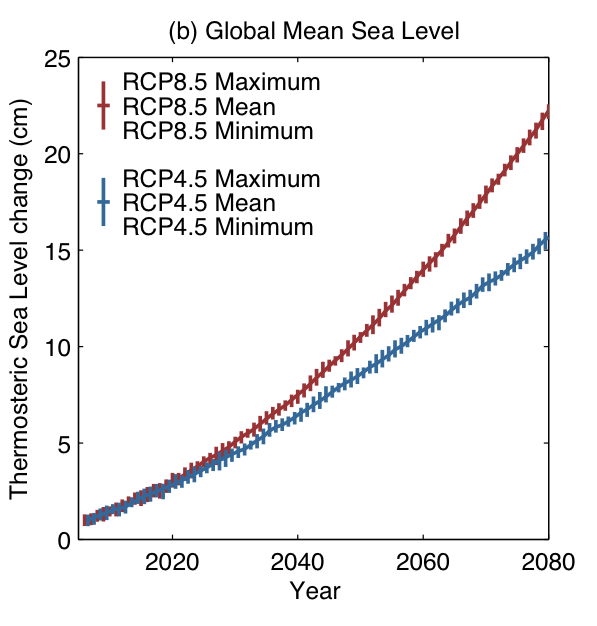 (b) Global Mean Sea Level
25
20
15
10
5
0
Thermosteric Sea Level change (cm)
RCP8.5 Maximum
RCP8.5 Mean
RCP8.5 Minimum
RCP4.5 Maximum
RCP4.5 Mean
RCP4.5 Minimum
2020 2040 2060 2080
Year